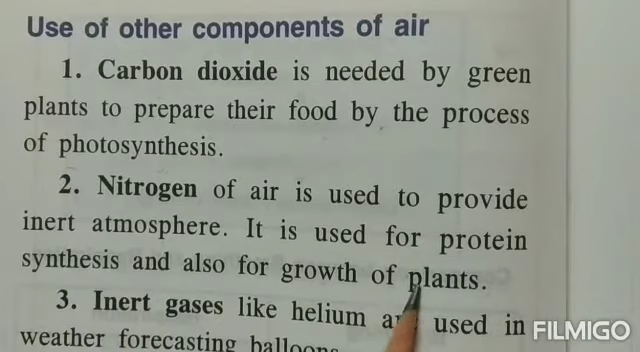 Use of other components of air
1. Carbon dioxide is needed by green
plants to prepare their food by the process
of photosynthesis.
2. Nitrogen of air is used to provide
inert atmosphere. It is used for protein
synthesis and also for growth of plants.
3. Inert gases like helium used in
weather forecasting balloons
FILMIGO